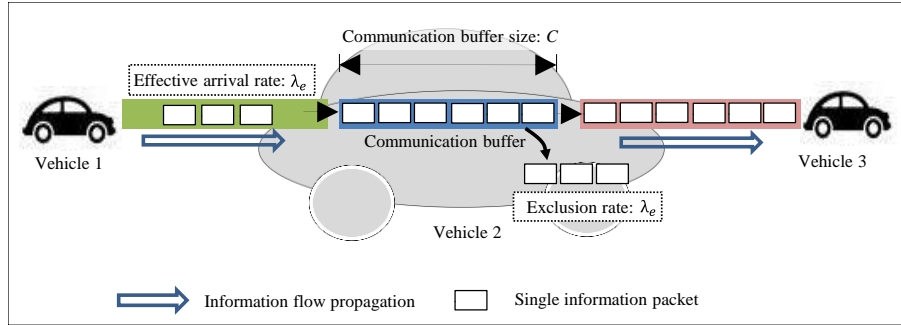 Communication buffer size: C
Effective arrival rate: λₑ
Communication buffer
Vehicle 1
Vehicle 3
Exclusion rate: λₑ
Vehicle 2
Information flow propagation
Single information packet